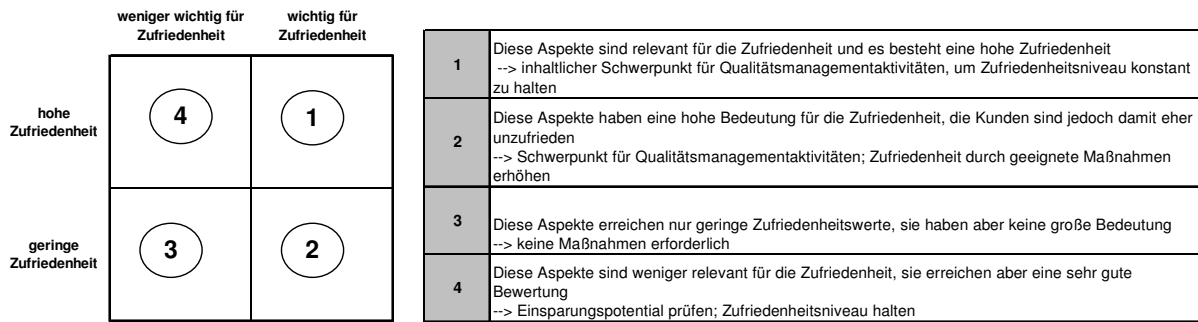 weniger wichtig für
Zufriedenheit
wichtig für
Zufriedenheit
hohe
Zufriedenheit
4
1
geringe
Zufriedenheit
3
2
1
Diese Aspekte sind relevant für die Zufriedenheit und es besteht eine hohe Zufriedenheit
--> inhaltlicher Schwerpunkt für Qualitätsmanagementaktivitäten, um Zufriedenheitsniveau konstant
zu halten
2
Diese Aspekte haben eine hohe Bedeutung für die Zufriedenheit, die Kunden sind jedoch damit eher
unzufrieden
--> Schwerpunkt für Qualitätsmanagementaktivitäten; Zufriedenheit durch geeignete Maßnahmen
erhöhen
3
Diese Aspekte erreichen nur geringe Zufriedenheitswerte, sie haben aber keine große Bedeutung
--> keine Maßnahmen erforderlich
4
Diese Aspekte sind weniger relevant für die Zufriedenheit, sie erreichen aber eine sehr gute
Bewertung
--> Einsparungspotential prüfen; Zufriedenheitsniveau halten